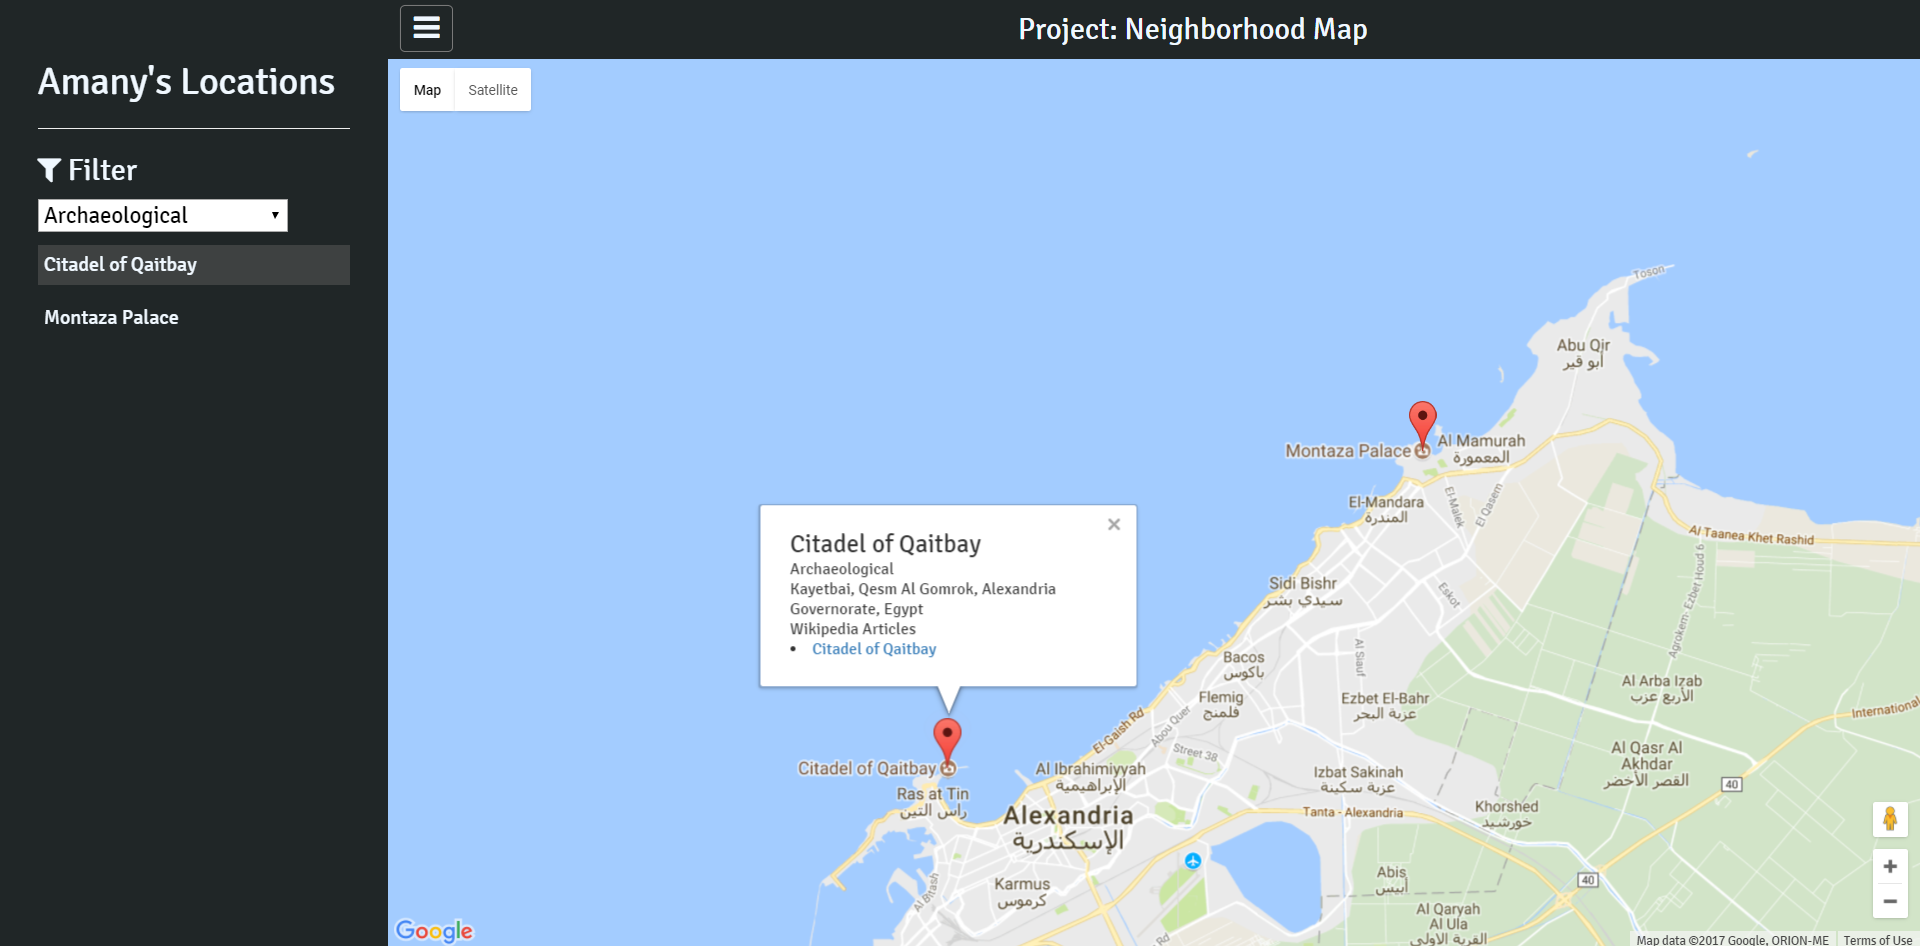 Project: Neighborhood Map
Amany's Locations
Filter
Archaeological
Citadel of Qaitbay
Montaza Palace
Map
Satellite
Toson
Abu Qir
أبو قير
Montaza Palace
Al Mamurah
المعمورة
El-Mandara
المندرة
El-Malek
El Qasem
Al Taanea Khet Rashid
Agrokem- Ezbet Houd 9
Citadel of Qaitbay
Archaeological
Kayetbai, Qesm Al Gomrok, Alexandria
Governorate, Egypt
Wikipedia Articles
Citadel of Qaitbay
Sidi Bishr
سيدي بشر
Eskot
Al Siauf
Bacos
باكوس
Flemig
فلمنج
Ezbet El-Bahr
عزبة البحر
Al Arba Izab
الأربع عزب
International
El-Gaish Rd
Abou Quer
Street 38
Citadel of Qaitbay
Ras at Tin
راس التين
Al Ibrahimiyyah
الإبراهيمية
Izbat Sakinah
عزبة سكينة
Al Qasr Al
Akhdar
القصر الأخضر
40
Alexandria
الإسكندرية
Tanta - Alexandria
Khorshed
خورشيد
Karmus
كرموس
Al Bitash
Abis
أبيس
40
Al Qaryah
Al Ula
القرية الاولى
Rd
Google
Map data ©2017 Google, ORION-ME
Terms of Use